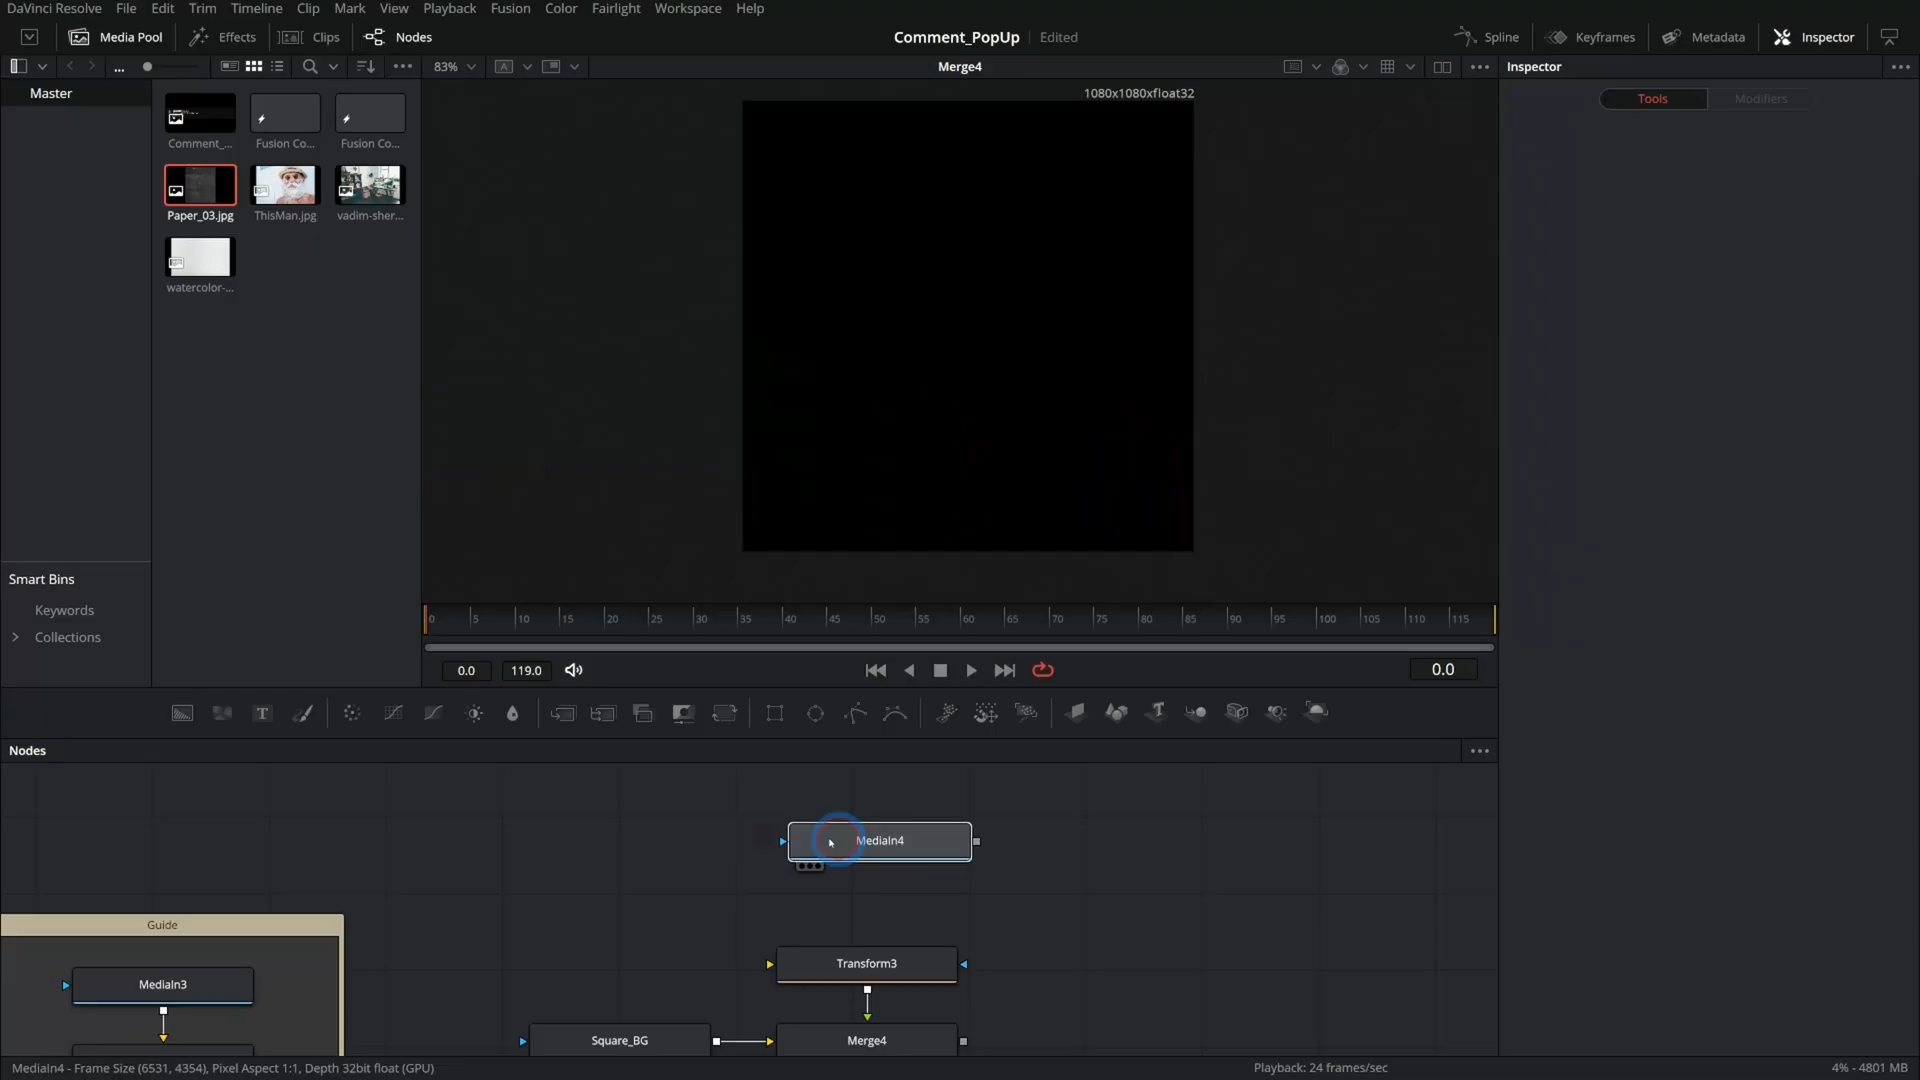 DaVinci Resolve File Edit Trim Timeline Clip Mark View Playback Fusion Color Fairlight Workspace Help
Media Pool Effects Clips Nodes Comment_PopUp Edited Spline Keyframes Metadata Inspector
... 83% A Merge4 Inspector
Master 1080x1080xfloat32 Tools Modifiers
Comment_... Fusion Co... Fusion Co...
Paper_03.jpg ThisMan.jpg vadim-sher...
watercolor-...
Smart Bins
Keywords
Collections
0 5 10 15 20 25 30 35 40 45 50 55 60 65 70 75 80 85 90 95 100 105 110 115
0.0 119.0 0.0
T
Nodes
MediaIn4
Guide
Transform3
MediaIn3
Square_BG Merge4
MediaIn4 - Frame Size (6531, 4354), Pixel Aspect 1:1, Depth 32bit float (GPU) Playback: 24 frames/sec 4% - 4801 MB